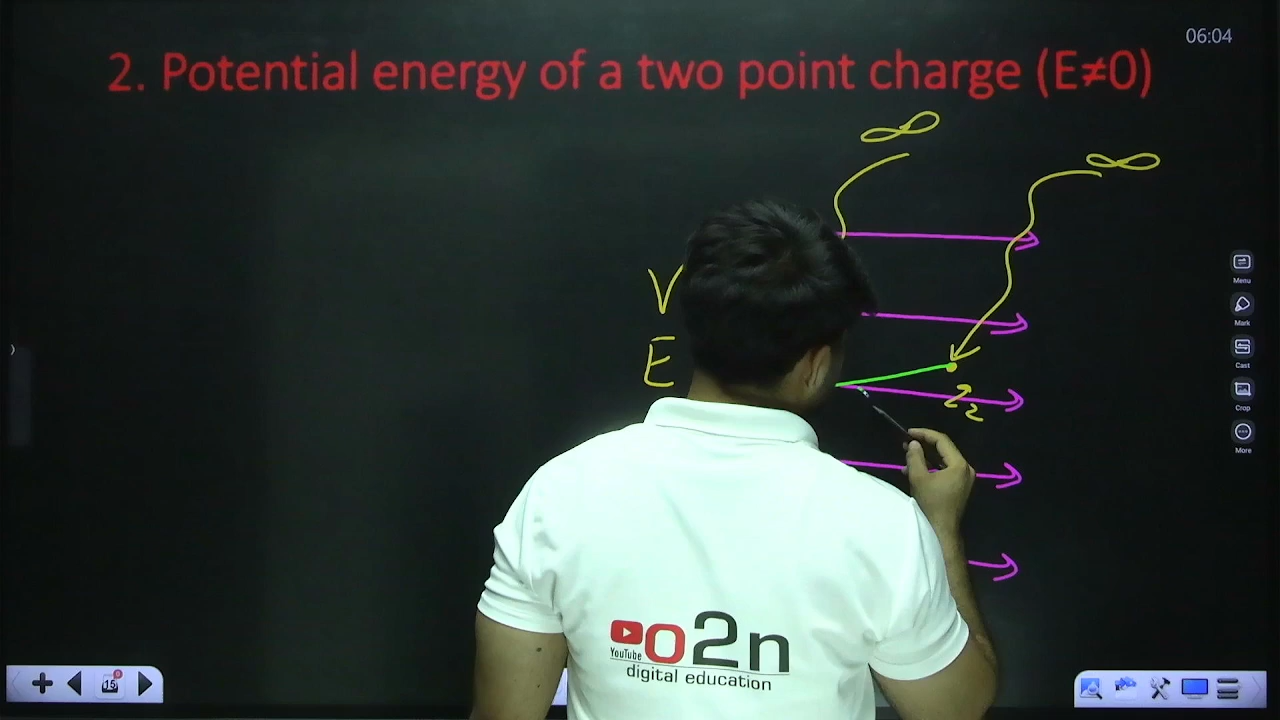 06:04
2. Potential energy of a two point charge (E≠0)
∞
∞
V
E
2
Menu
Mark
Cast
Crop
More
YouTube o2n
digital education
15